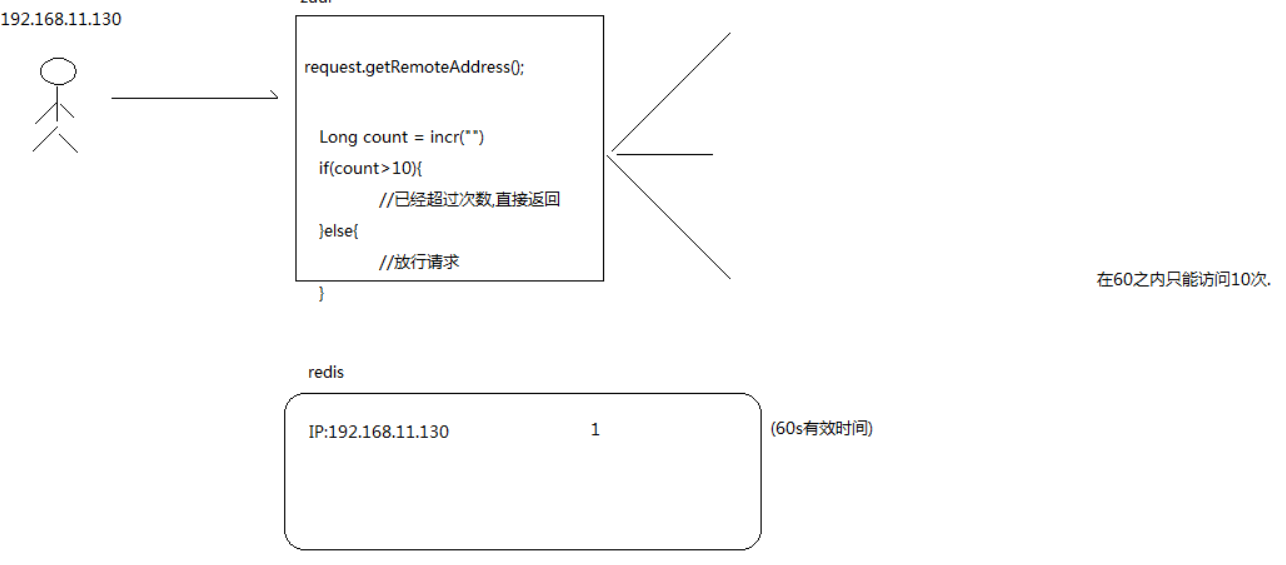 192.168.11.130
request.getRemoteAddress();
Long count = incr("")
if(count>10){
//已经超过次数,直接返回
}else{
//放行请求
}
在60之内只能访问10次.
redis
IP:192.168.11.130 1 (60s有效时间)